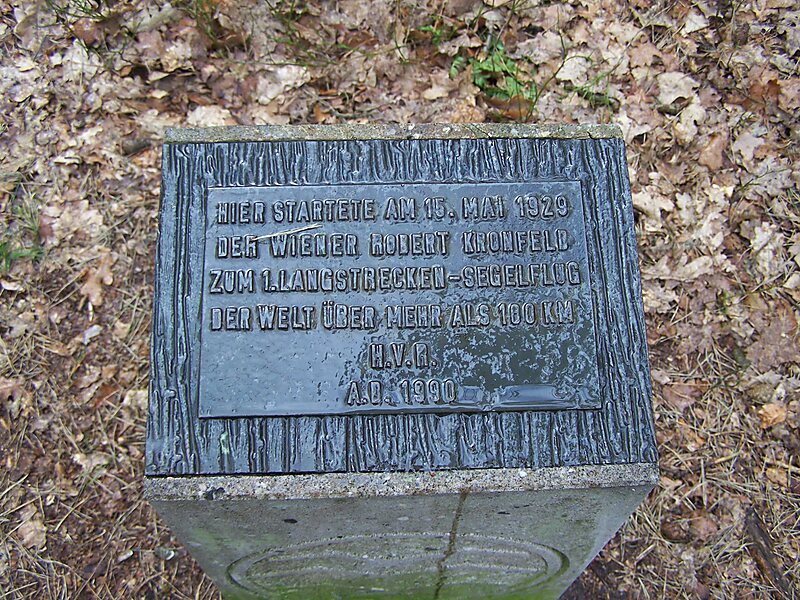 HIER STARTETE AM 15. MAI 1929
DER WIENER ROBERT KRONFELD
ZUM 1. LANGSTRECKEN-SEGELFLUG
DER WELT ÜBER MEHR ALS 100 KM
H.V.R.
A.D. 1990